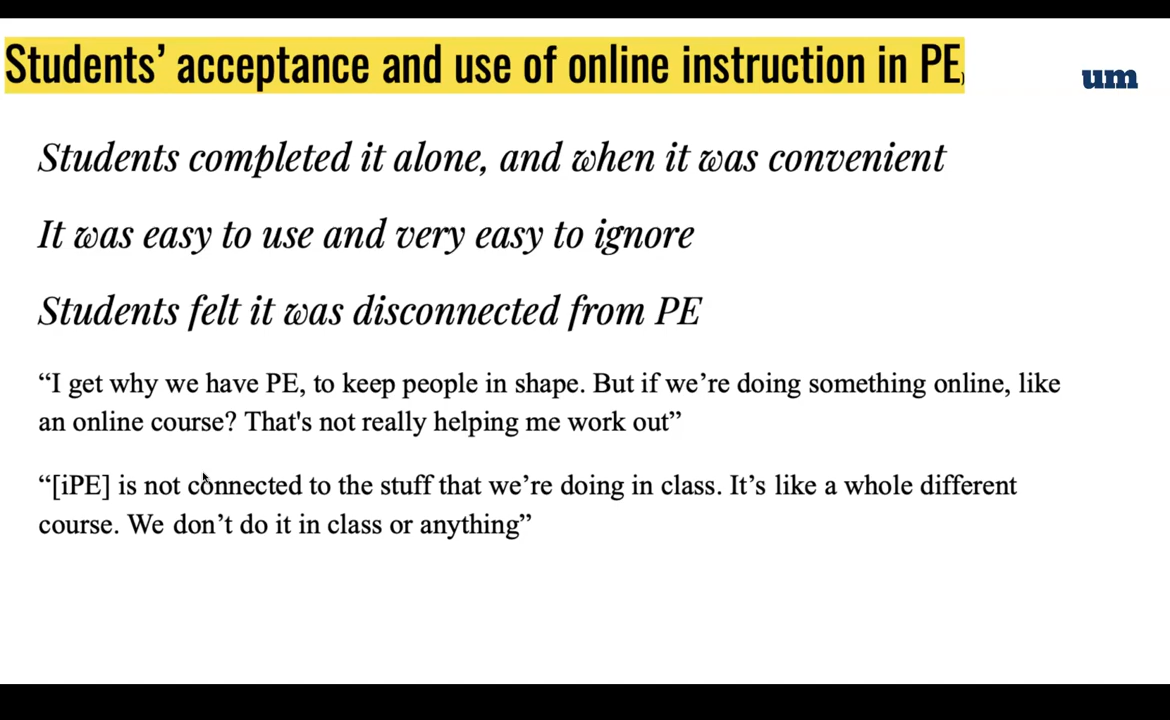 Students’ acceptance and use of online instruction in PE,
um
Students completed it alone, and when it was convenient
It was easy to use and very easy to ignore
Students felt it was disconnected from PE
“I get why we have PE, to keep people in shape. But if we’re doing something online, like
an online course? That's not really helping me work out”
“[iPE] is not connected to the stuff that we’re doing in class. It’s like a whole different
course. We don’t do it in class or anything”